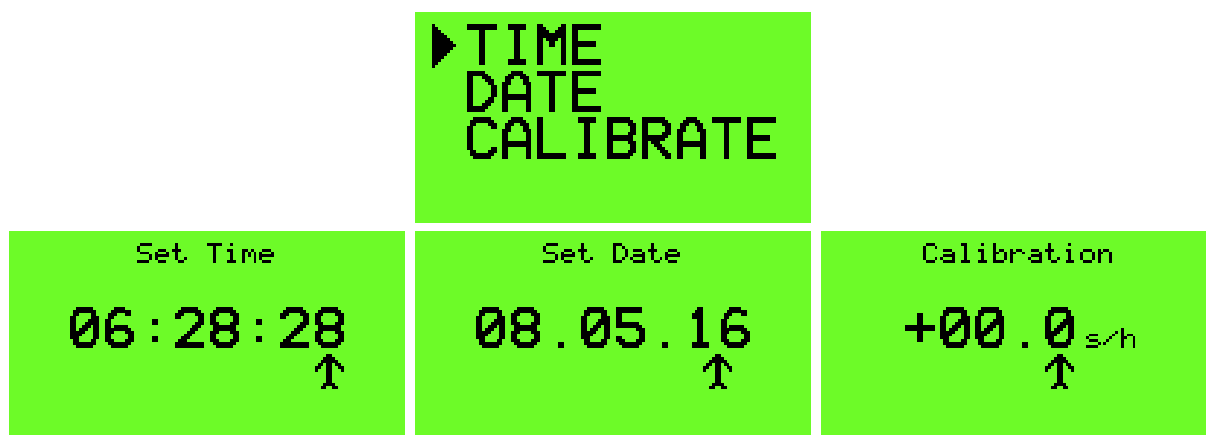 TIME
DATE
CALIBRATE
Set Time
06:28:28
Set Date
08.05.16
Calibration
+00.0s/h